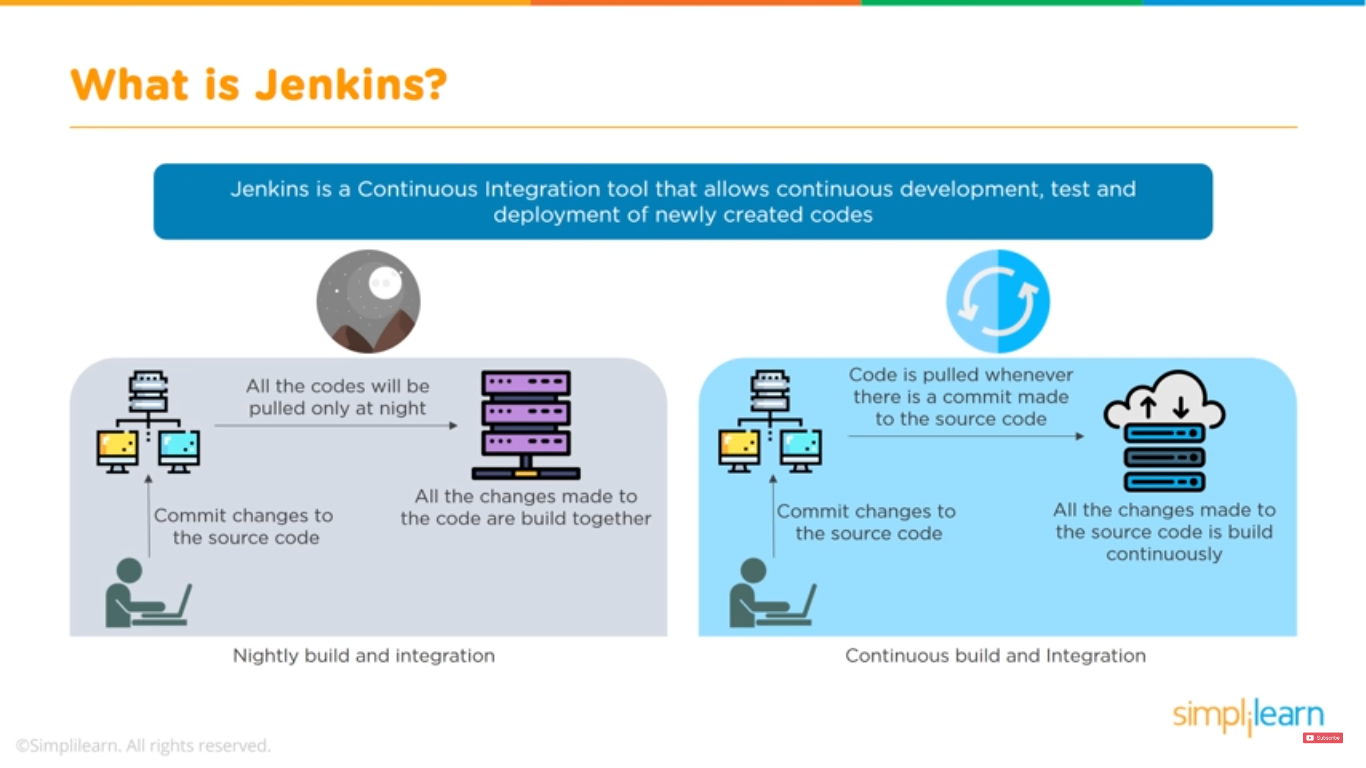 What is Jenkins?
Jenkins is a Continuous Integration tool that allows continuous development, test and
deployment of newly created codes
All the codes will be
pulled only at night
All the changes made to
the code are build together
Commit changes to
the source code
Nightly build and integration
Code is pulled whenever
there is a commit made
to the source code
All the changes made to
the source code is build
continuously
Commit changes to
the source code
Continuous build and Integration
simplilearn
Subscribe
©Simplilearn. All rights reserved.